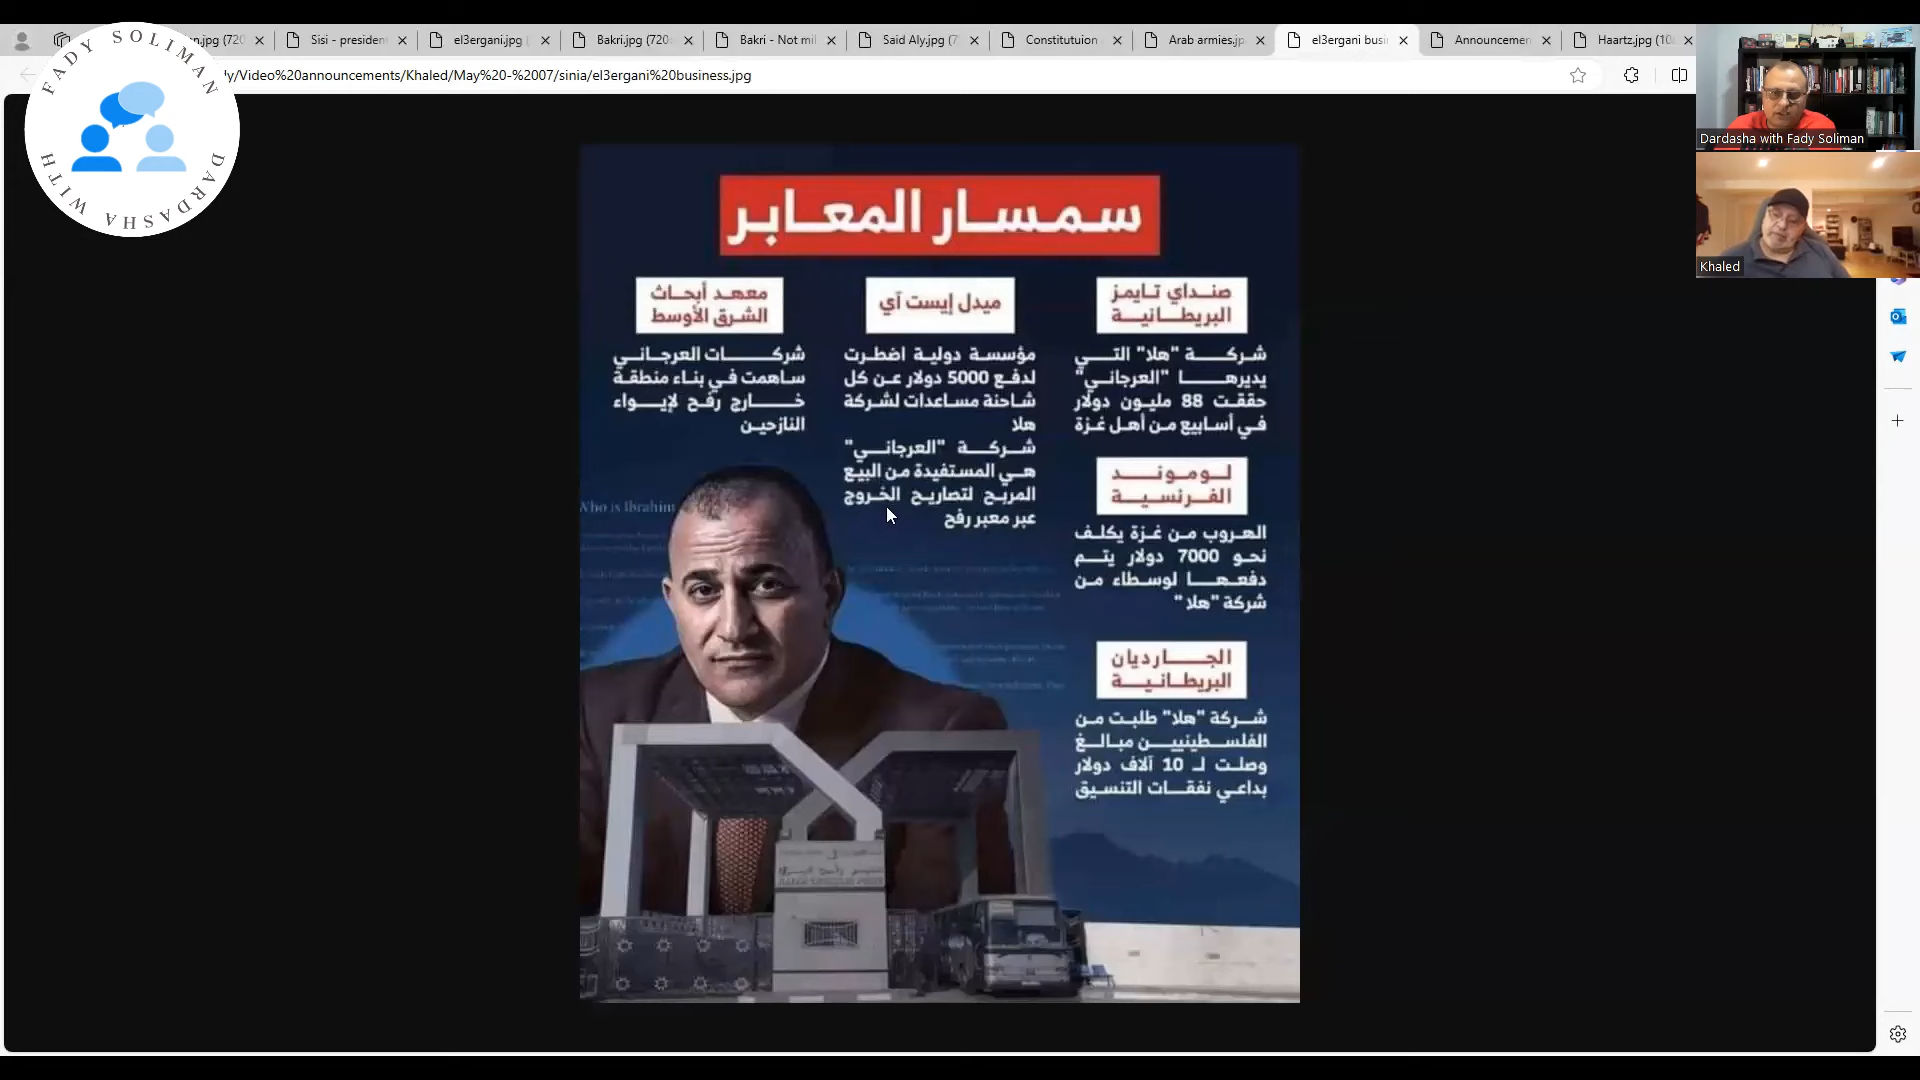 n.jpg (720
Sisi - president
el3ergani.jpg (
Bakri.jpg (720
Bakri - Not mil
Said Aly.jpg (7
Constitutuion -
Arab armies.jp
el3ergani busi
Announcemen
Haartz.jpg (10
ly/Video%20announcements/Khaled/May%20-%2007/sinia/el3ergani%20business.jpg
FADY SOLIMAN
DARDASHA WITH
Dardasha with Fady Soliman
Khaled
سمسار المعابر
صنداي تايمز
البريطانية
شركة "هلا" التي
يديرها "العرجاني"
حققت 88 مليون دولار
في أسابيع من أهل غزة
لوموند
الفرنسية
الهروب من غزة يكلف
نحو 7000 دولار يتم
دفعها لوسطاء من
شركة "هلا"
الجارديان
البريطانية
شركة "هلا" طلبت من
الفلسطينيين مبالغ
وصلت لـ 10 آلاف دولار
بداعي نفقات التنسيق
ميدل إيست آي
مؤسسة دولية اضطرت
لدفع 5000 دولار عن كل
شاحنة مساعدات لشركة
هلا
شركة "العرجاني"
هي المستفيدة من البيع
المربح لتصاريح الخروج
عبر معبر رفح
معهد أبحاث
الشرق الأوسط
شركات العرجاني
ساهمت في بناء منطقة
خارج رفح لإيواء
النازحين
Who is Ibrahim